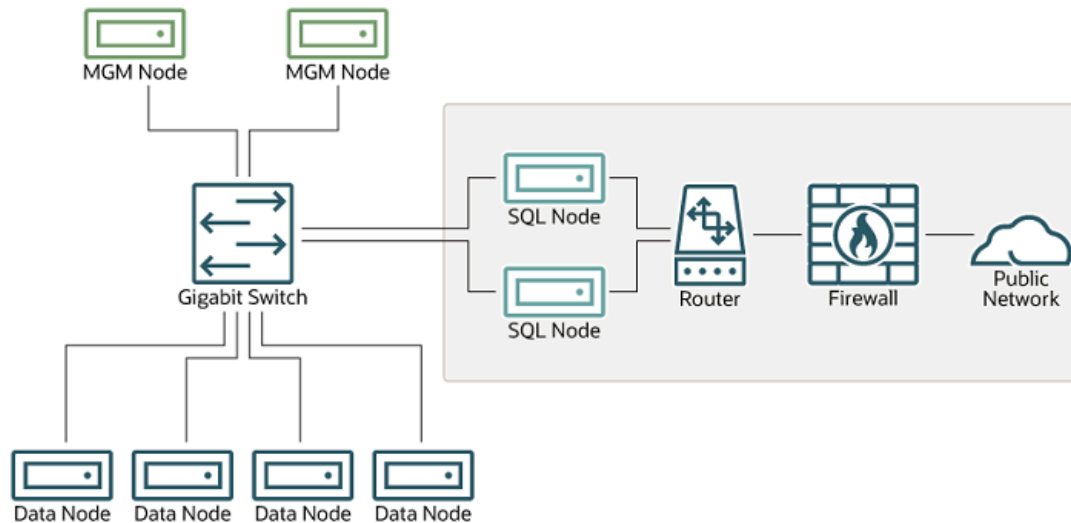 MGM Node
MGM Node
SQL Node
Gigabit Switch
SQL Node
Router
Firewall
Public
Network
Data Node
Data Node
Data Node
Data Node